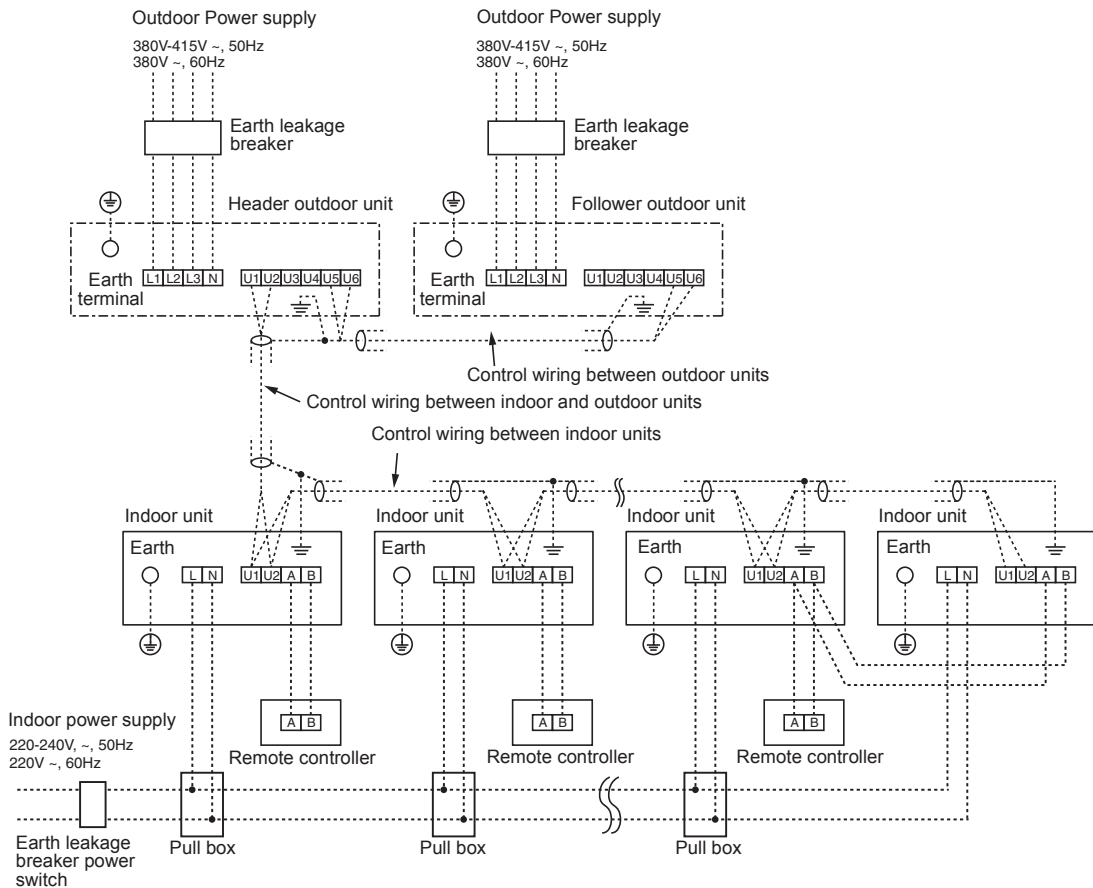 Outdoor Power supply
380V-415V ~, 50Hz
380V ~, 60Hz
Outdoor Power supply
380V-415V ~, 50Hz
380V ~, 60Hz
Earth leakage
breaker
Earth leakage
breaker
Header outdoor unit
Follower outdoor unit
Earth
terminal
L1 L2 L3 N
U1 U2 U3 U4 U5 U6
Earth
terminal
L1 L2 L3 N
U1 U2 U3 U4 U5 U6
Control wiring between outdoor units
Control wiring between indoor and outdoor units
Control wiring between indoor units
Indoor unit
Indoor unit
Indoor unit
Indoor unit
Earth
L N
U1 U2 A B
Earth
L N
U1 U2 A B
Earth
L N
U1 U2 A B
Earth
L N
U1 U2 A B
A B
Remote controller
A B
Remote controller
A B
Remote controller
Indoor power supply
220-240V, ~, 50Hz
220V ~, 60Hz
Earth leakage
breaker power
switch
Pull box
Pull box
Pull box